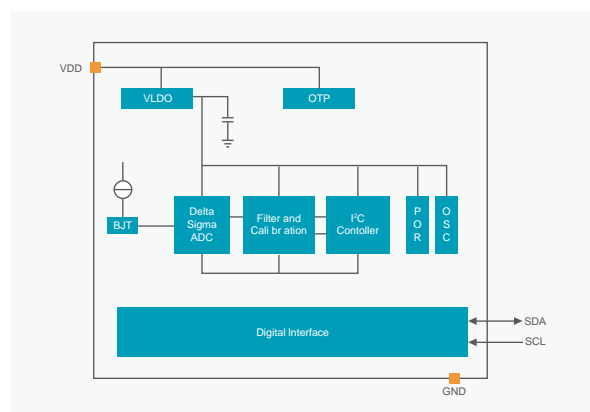 VDD
VLDO
OTP
BJT
Delta
Sigma
ADC
Filter and
Cali br ation
I²C
Contoller
P
O
R
O
S
C
Digital Interface
SDA
SCL
GND